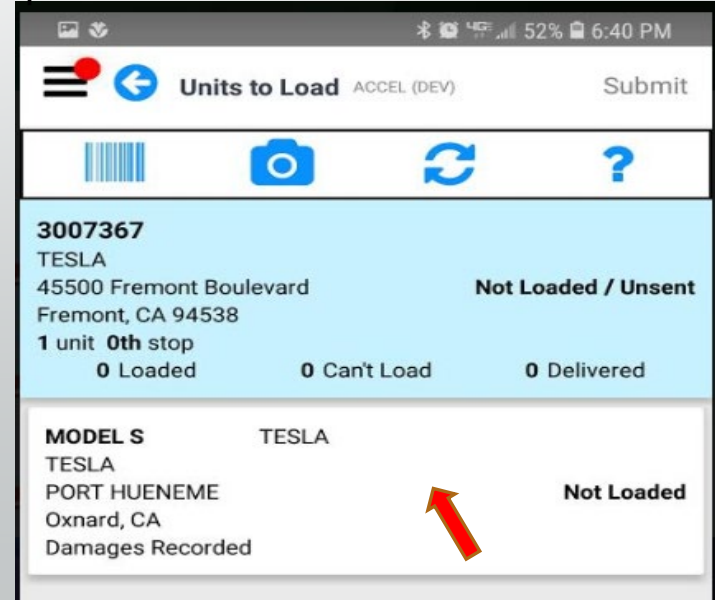 4GE 52% 6:40 PM
Units to Load ACCEL (DEV) Submit
?
3007367
TESLA
45500 Fremont Boulevard
Not Loaded / Unsent
Fremont, CA 94538
1 unit 0th stop
0 Loaded 0 Can't Load 0 Delivered
MODEL S TESLA
TESLA
PORT HUENEME
Not Loaded
Oxnard, CA
Damages Recorded